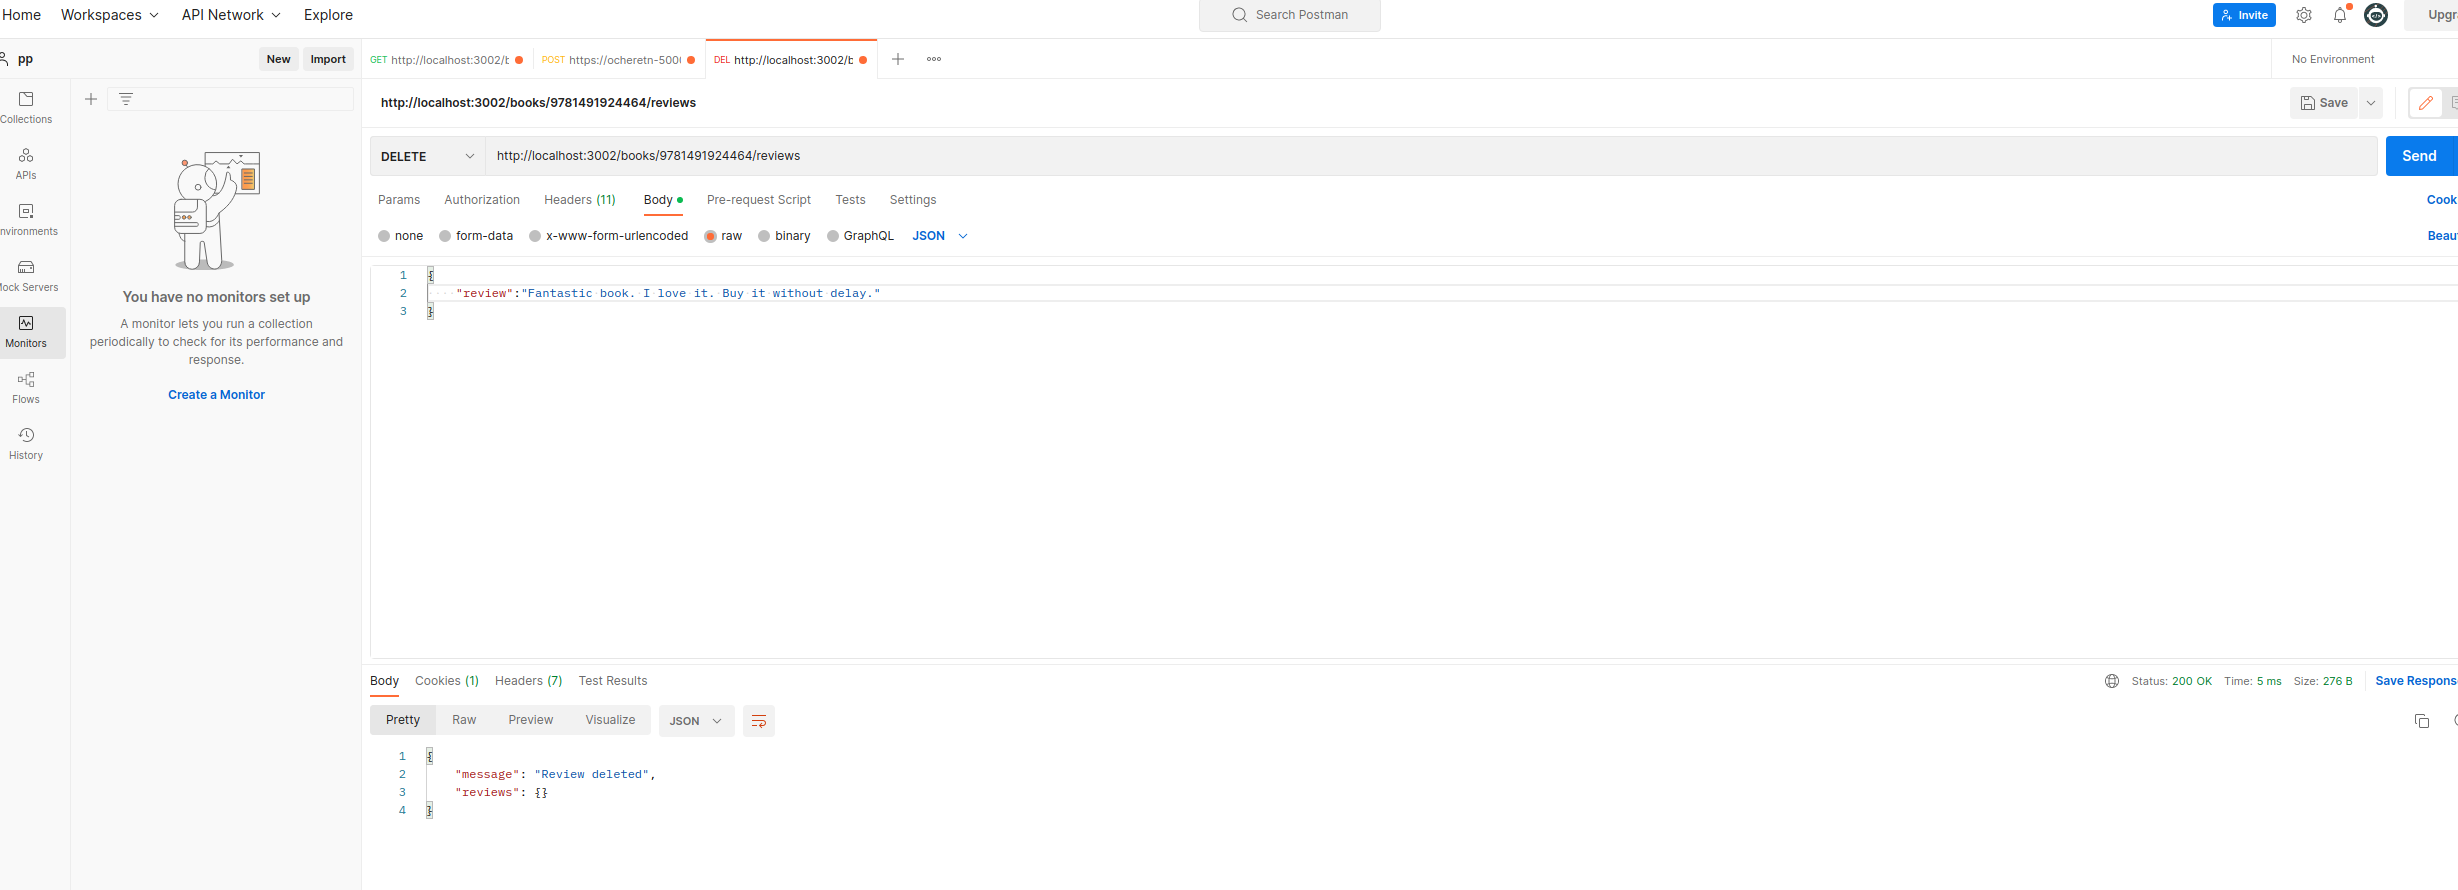 Home Workspaces API Network Explore Search Postman Invite
pp New Import GET http://localhost:3002/b POST https://ocheretn-500 DEL http://localhost:3002/b No Environment
Collections
APIs
nvironments
ock Servers
Monitors
Flows
History
You have no monitors set up
A monitor lets you run a collection
periodically to check for its performance and
response.
Create a Monitor
http://localhost:3002/books/9781491924464/reviews Save
DELETE http://localhost:3002/books/9781491924464/reviews Send
Params Authorization Headers (11) Body Pre-request Script Tests Settings Cook
none form-data x-www-form-urlencoded raw binary GraphQL JSON Beau
1 {
2 "review":"Fantastic book. I love it. Buy it without delay."
3 }
Body Cookies (1) Headers (7) Test Results Status: 200 OK Time: 5 ms Size: 276 B Save Respons
Pretty Raw Preview Visualize JSON
1 {
2 "message": "Review deleted",
3 "reviews": {}
4 }